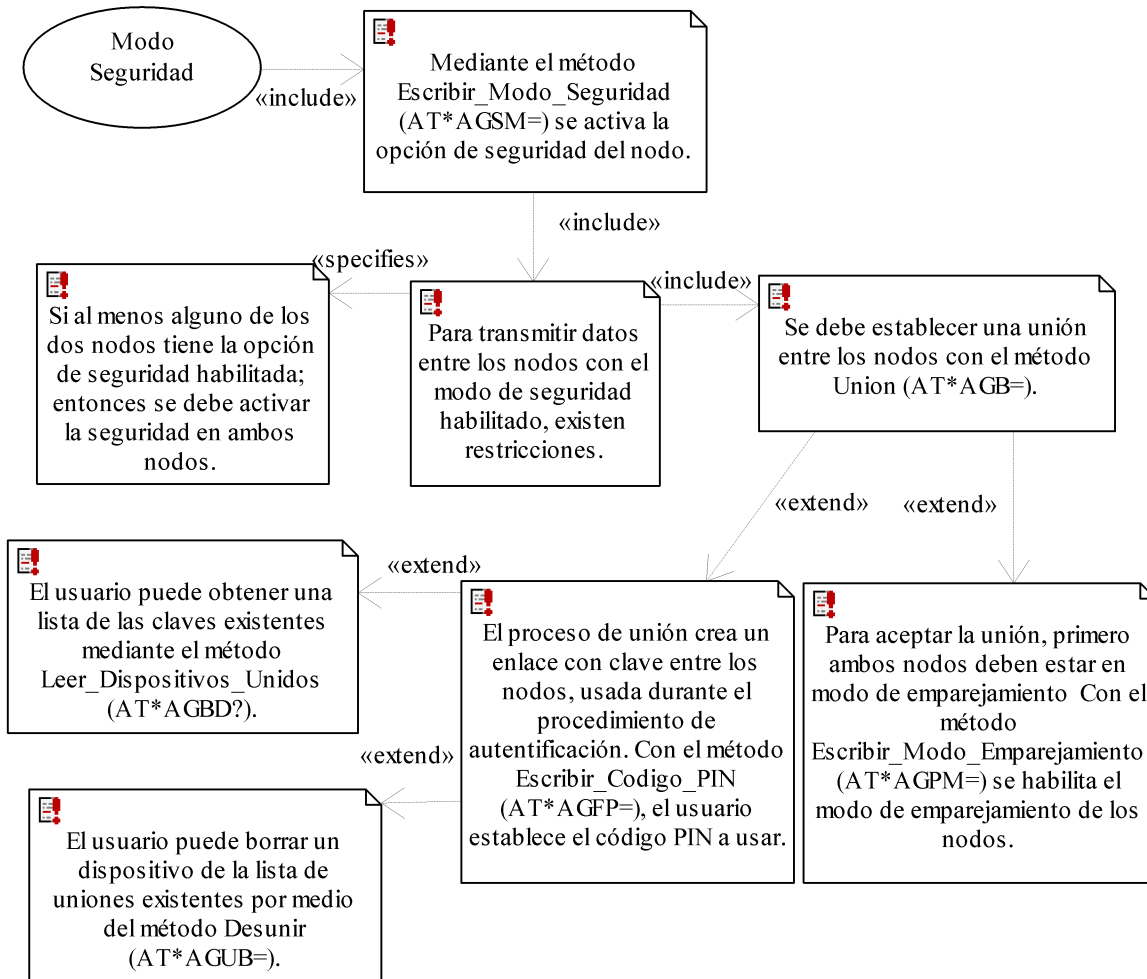 Modo
Seguridad
«include»
Mediante el método
Escribir_Modo_Seguridad
(AT*AGSM=) se activa la
opción de seguridad del nodo.
«include»
«specifies»
Si al menos alguno de los
dos nodos tiene la opción
de seguridad habilitada;
entonces se debe activar
la seguridad en ambos
nodos.
Para transmitir datos
entre los nodos con el
modo de seguridad
habilitado, existen
restricciones.
«include»
Se debe establecer una unión
entre los nodos con el método
Union (AT*AGB=).
«extend»
«extend»
«extend»
El usuario puede obtener una
lista de las claves existentes
mediante el método
Leer_Dispositivos_Unidos
(AT*AGBD?).
El proceso de unión crea un
enlace con clave entre los
nodos, usada durante el
procedimiento de
autentificación. Con el método
Escribir_Codigo_PIN
(AT*AGFP=), el usuario
establece el código PIN a usar.
Para aceptar la unión, primero
ambos nodos deben estar en
modo de emparejamiento  Con el
método
Escribir_Modo_Emparejamiento
(AT*AGPM=) se habilita el
modo de emparejamiento de los
nodos.
«extend»
El usuario puede borrar un
dispositivo de la lista de
uniones existentes por medio
del método Desunir
(AT*AGUB=).